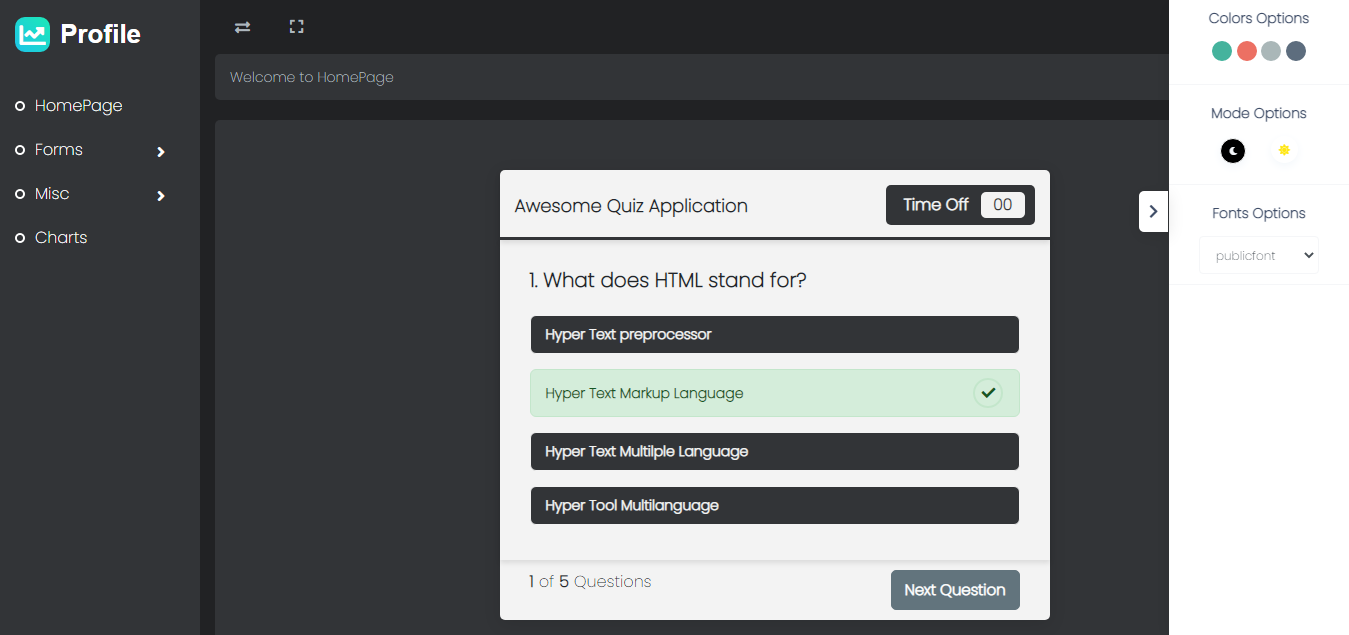 Profile
HomePage
Forms
Misc
Charts
Welcome to HomePage
Awesome Quiz Application
Time Off 00
1. What does HTML stand for?
Hyper Text preprocessor
Hyper Text Markup Language
Hyper Text Multilple Language
Hyper Tool Multilanguage
1 of 5 Questions
Next Question
Colors Options
Mode Options
Fonts Options
publicfont